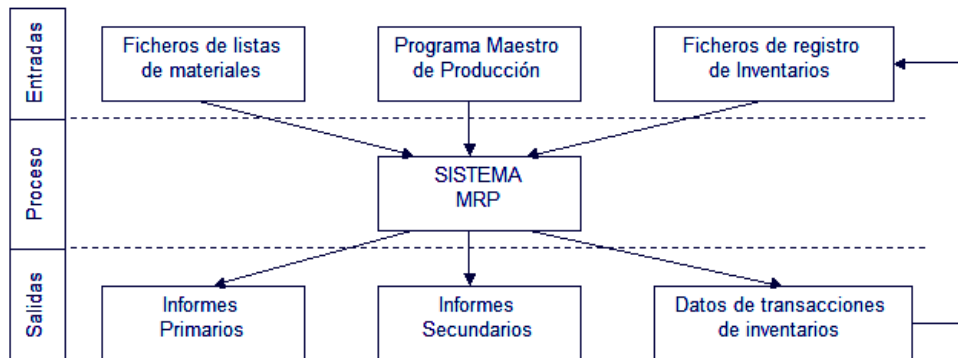 Entradas
Ficheros de listas
de materiales
Programa Maestro
de Producción
Ficheros de registro
de Inventarios
Proceso
SISTEMA
MRP
Salidas
Informes
Primarios
Informes
Secundarios
Datos de transacciones
de inventarios